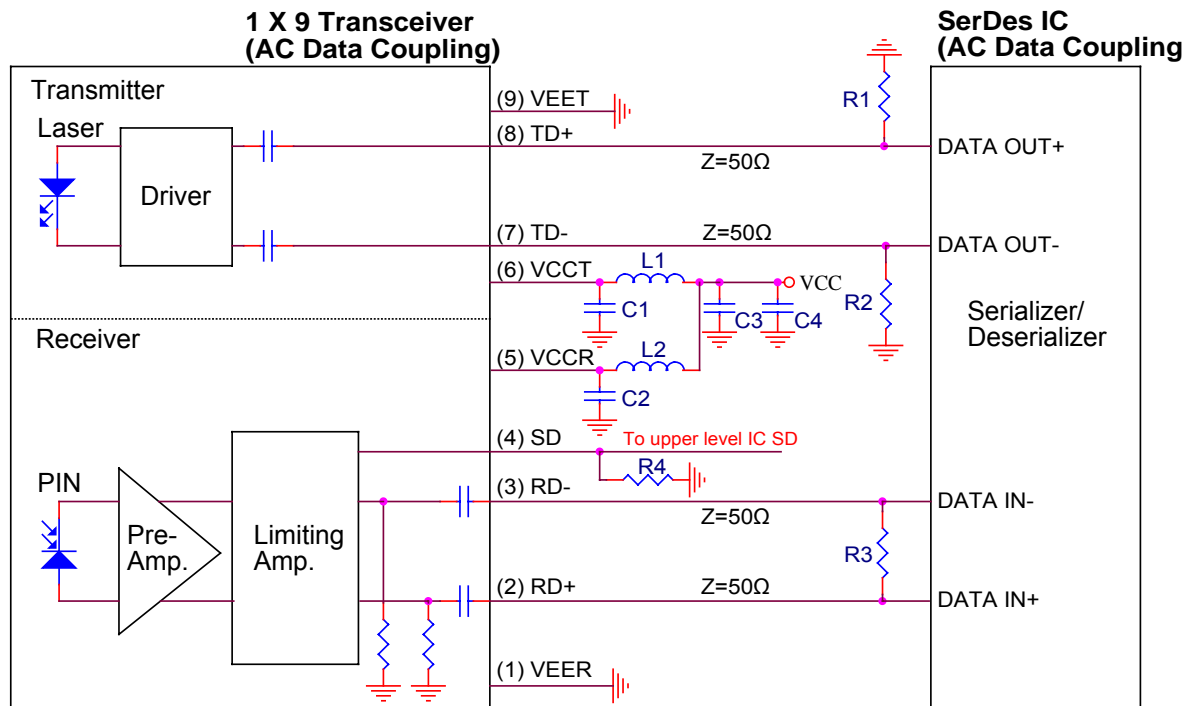 1 X 9 Transceiver
(AC Data Coupling)
SerDes IC
(AC Data Coupling
Transmitter
Laser
Driver
(9) VEET
(8) TD+
Z=50Ω
R1
DATA OUT+
(7) TD-
Z=50Ω
DATA OUT-
(6) VCCT
L1
VCC
C1
C3
C4
R2
Serializer/
Deserializer
Receiver
(5) VCCR
L2
C2
(4) SD
To upper level IC SD
R4
PIN
Pre-
Amp.
Limiting
Amp.
(3) RD-
Z=50Ω
DATA IN-
R3
(2) RD+
Z=50Ω
DATA IN+
(1) VEER